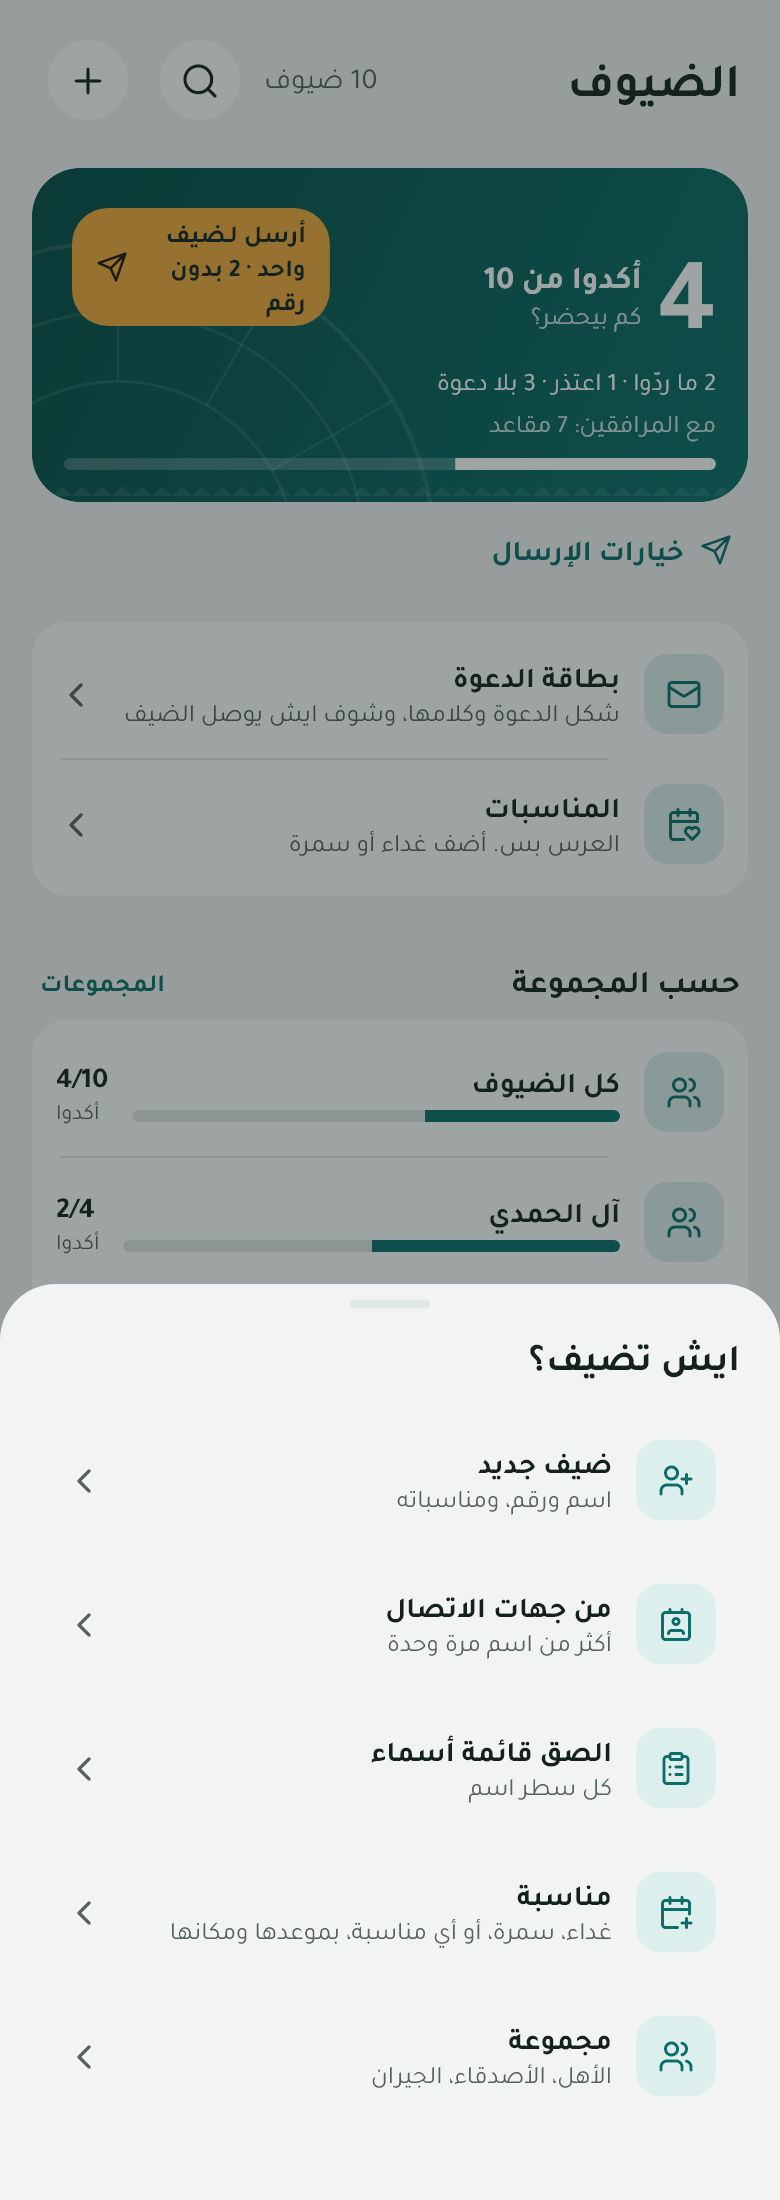 الضيوف
10 ضيوف
4
أكدوا من 10
كم بيحضر؟
أرسل لضيف
واحد · 2 بدون
رقم
2 ما ردّوا · 1 اعتذر · 3 بلا دعوة
مع المرافقين: 7 مقاعد
خيارات الإرسال
بطاقة الدعوة
شكل الدعوة وكلامها، وشوف ايش يوصل الضيف
المناسبات
العرس بس. أضف غداء أو سمرة
حسب المجموعة
المجموعات
كل الضيوف
4/10
أكدوا
آل الحمدي
2/4
أكدوا
ايش تضيف؟
ضيف جديد
اسم ورقم، ومناسباته
من جهات الاتصال
أكثر من اسم مرة وحدة
الصق قائمة أسماء
كل سطر اسم
مناسبة
غداء، سمرة، أو أي مناسبة، بموعدها ومكانها
مجموعة
الأهل، الأصدقاء، الجيران